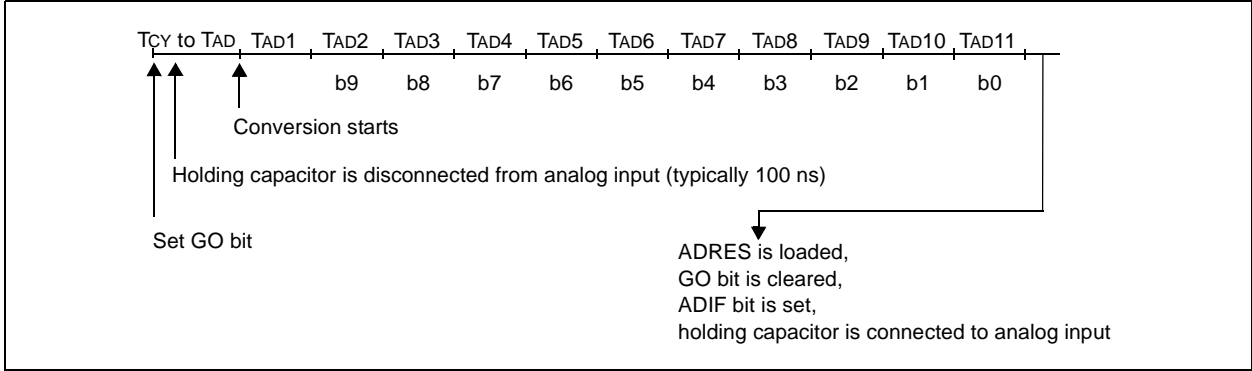 TCY to TAD TAD1 TAD2 TAD3 TAD4 TAD5 TAD6 TAD7 TAD8 TAD9 TAD10 TAD11
b9 b8 b7 b6 b5 b4 b3 b2 b1 b0
Conversion starts
Holding capacitor is disconnected from analog input (typically 100 ns)
Set GO bit
ADRES is loaded,
GO bit is cleared,
ADIF bit is set,
holding capacitor is connected to analog input